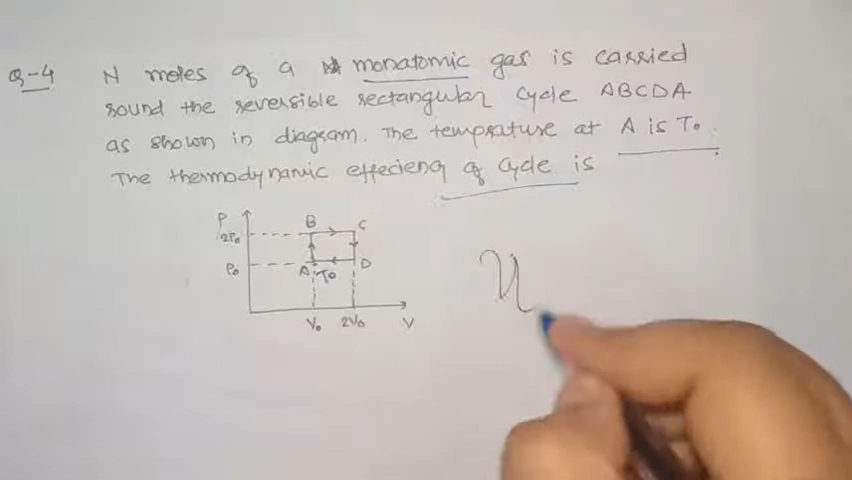 Q-4 N moles of a monatomic gas is carried
round the reversible rectangular cycle ABCDA
as shown in diagram. The temprature at A is T₀.
The thermodynamic effeciency of cycle is
P
B C
2P₀
P₀ A T₀ D
V₀ 2V₀ V
η